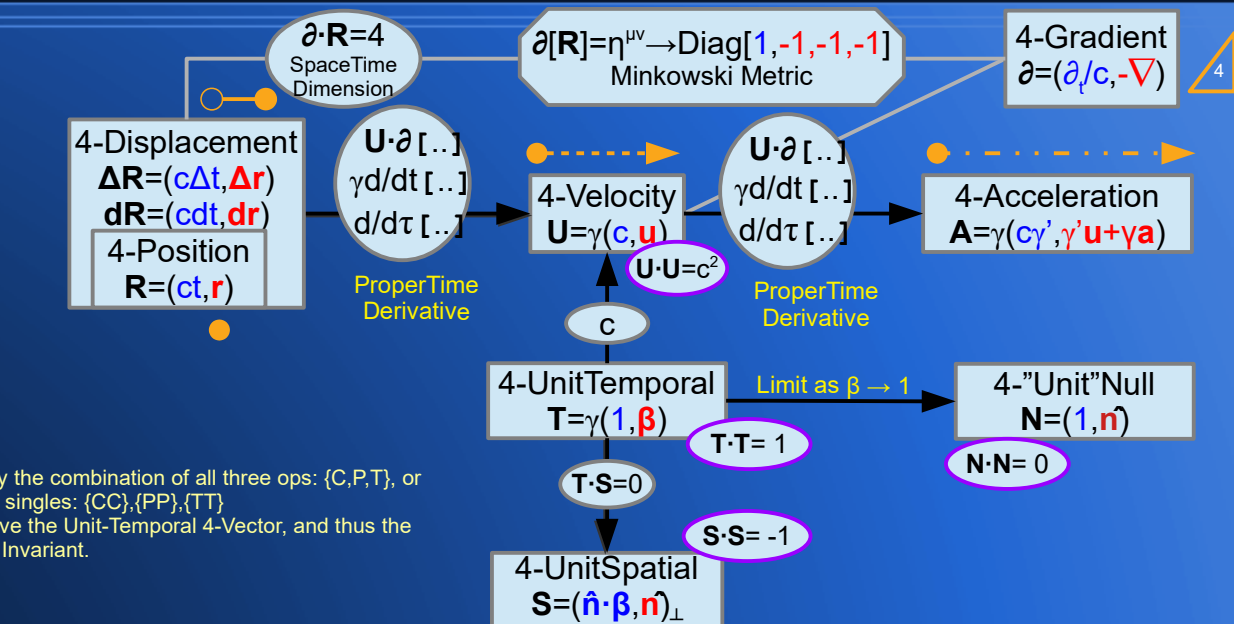 ∂·R=4
SpaceTime
Dimension
∂[R]=η^μν→Diag[1,-1,-1,-1]
Minkowski Metric
4-Gradient
∂=(∂_t/c,-∇)
4
4-Displacement
ΔR=(cΔt,Δr)
dR=(cdt,dr)
4-Position
R=(ct,r)
U·∂[..]
γd/dt[..]
d/dτ[..]
ProperTime
Derivative
4-Velocity
U=γ(c,u)
U·U=c²
U·∂[..]
γd/dt[..]
d/dτ[..]
ProperTime
Derivative
4-Acceleration
A=γ(cγ',γ'u+γa)
c
4-UnitTemporal
T=γ(1,β)
T·T= 1
Limit as β → 1
4-”Unit”Null
N=(1,n̂)
N·N= 0
T·S=0
S·S= -1
4-UnitSpatial
S=(n̂·β,n̂)⊥
y the combination of all three ops: {C,P,T}, or
singles: {CC},{PP},{TT}
ve the Unit-Temporal 4-Vector, and thus the
Invariant.